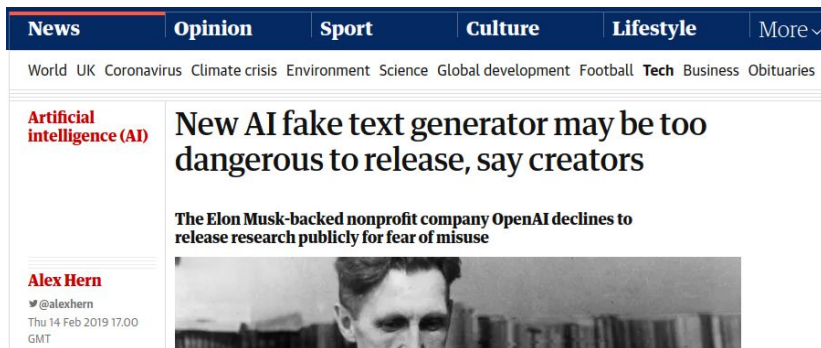 News Opinion Sport Culture Lifestyle More
World UK Coronavirus Climate crisis Environment Science Global development Football Tech Business Obituaries
Artificial
intelligence (AI)
New AI fake text generator may be too
dangerous to release, say creators
The Elon Musk-backed nonprofit company OpenAI declines to
release research publicly for fear of misuse
Alex Hern
@alexhern
Thu 14 Feb 2019 17.00
GMT